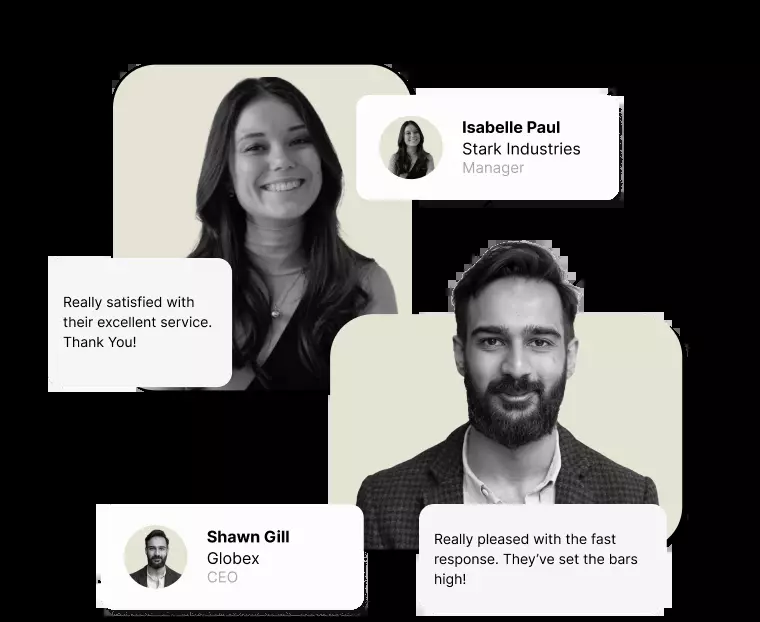 Isabelle Paul
Stark Industries
Manager
Really satisfied with
their excellent service.
Thank You!
Shawn Gill
Globex
CEO
Really pleased with the fast
response. They’ve set the bars
high!